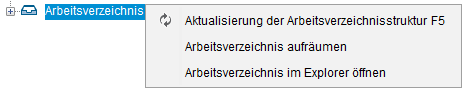 Arbeitsverzeichnis
Aktualisierung der Arbeitsverzeichnisstruktur F5
Arbeitsverzeichnis aufräumen
Arbeitsverzeichnis im Explorer öffnen